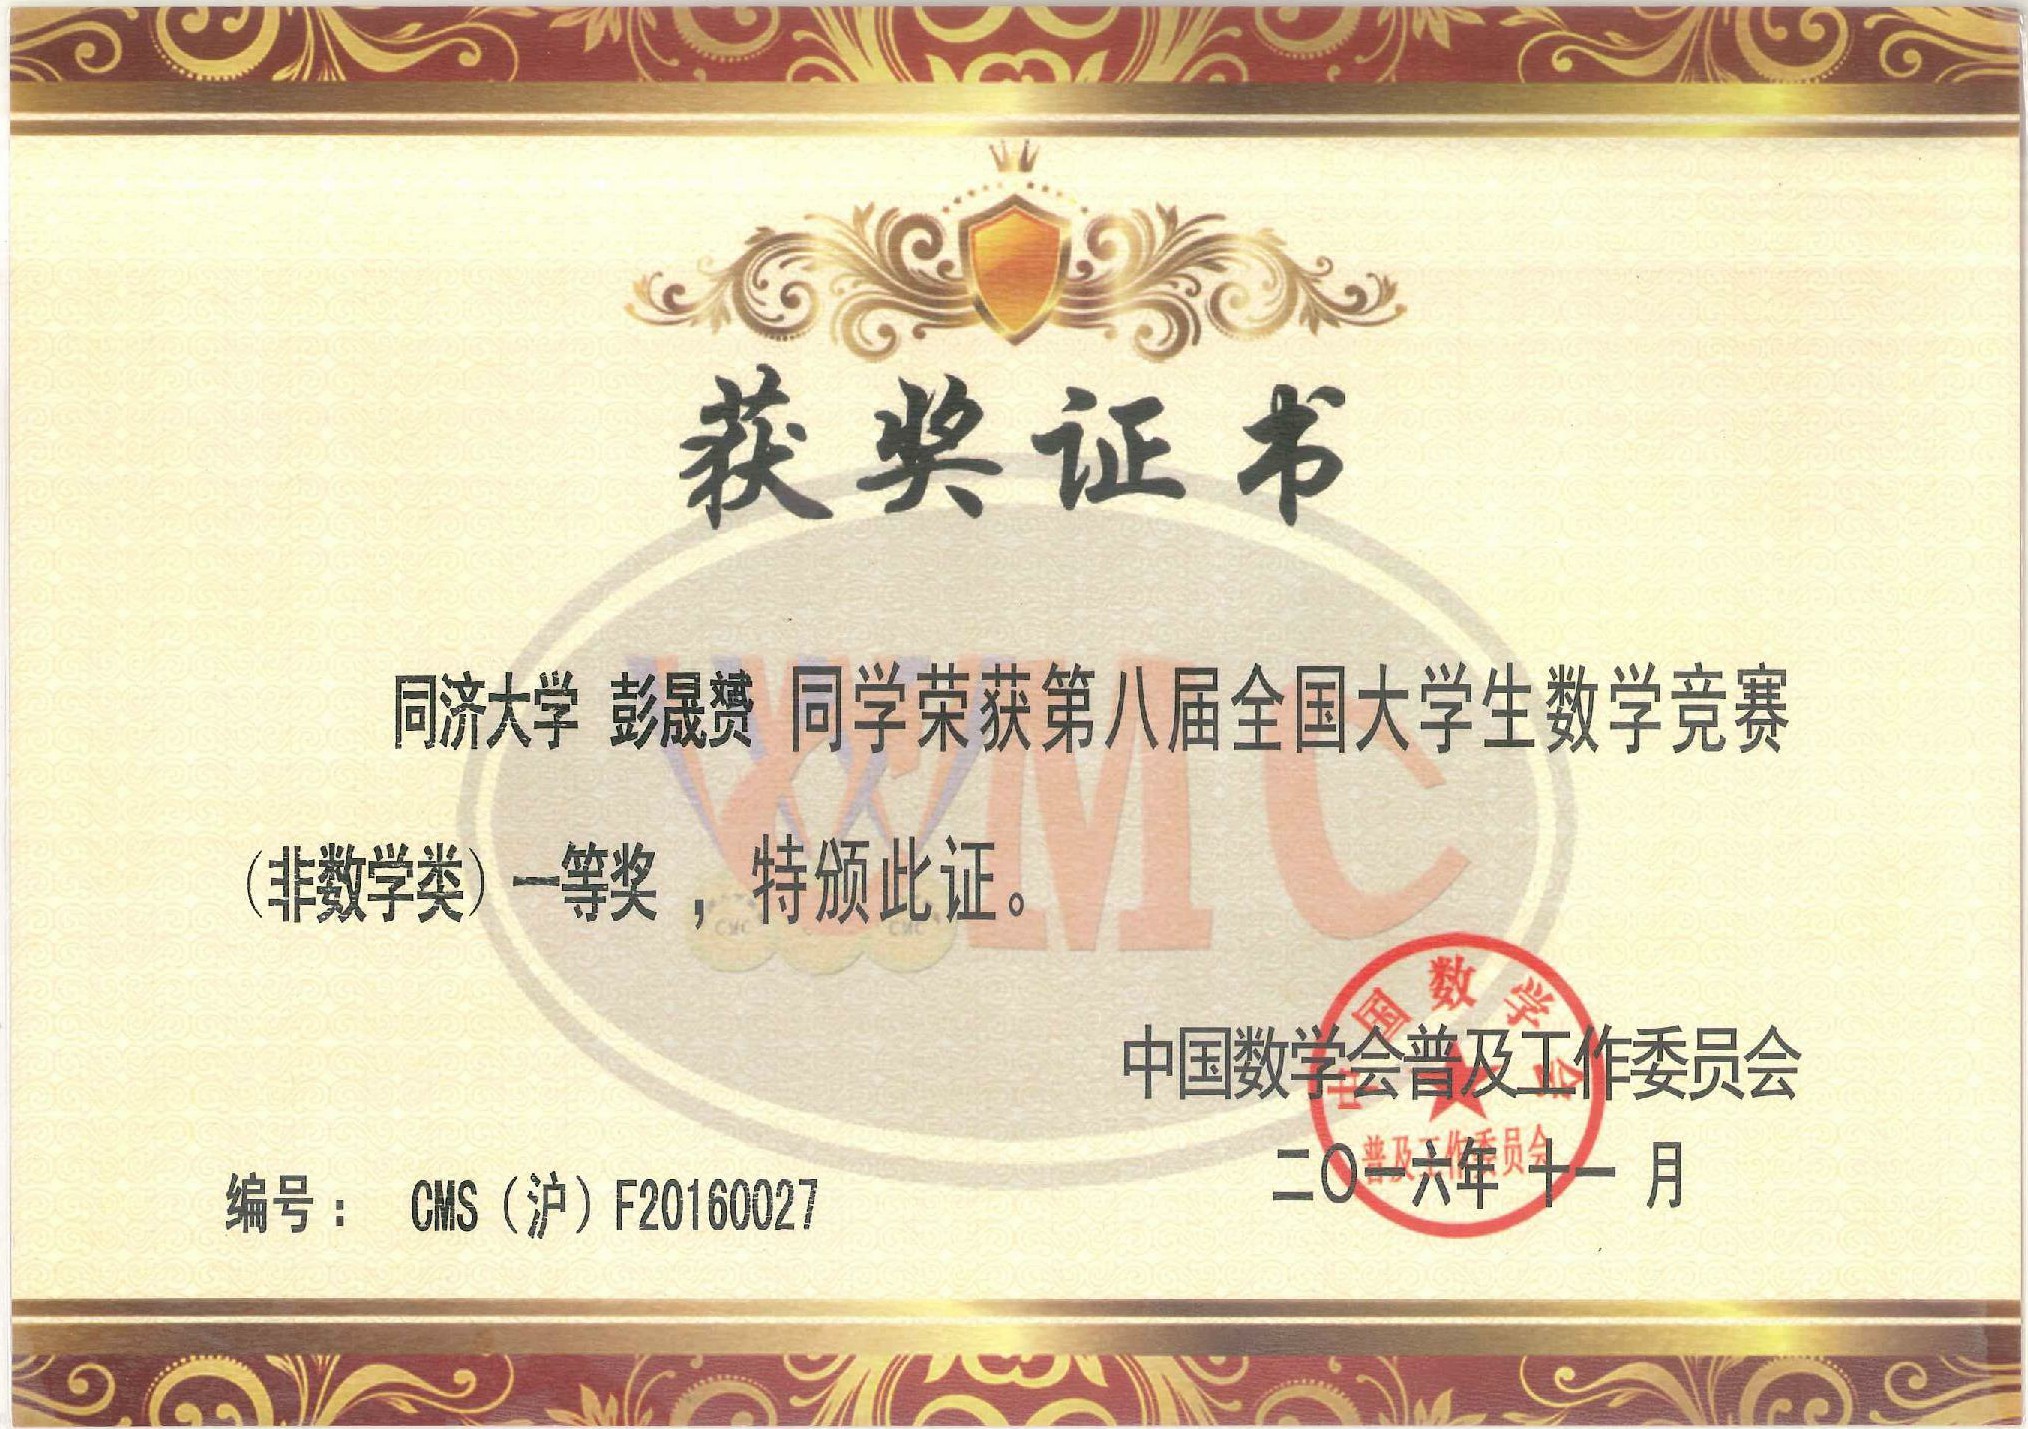 获奖证书
同济大学 彭晟赟 同学荣获第八届全国大学生数学竞赛
（非数学类）一等奖 ，特颁此证。
中国数学会普及工作委员会
二〇一六年 十一 月
编号： CMS（沪）F20160027
中国数学会
普及工作委员会
CMC